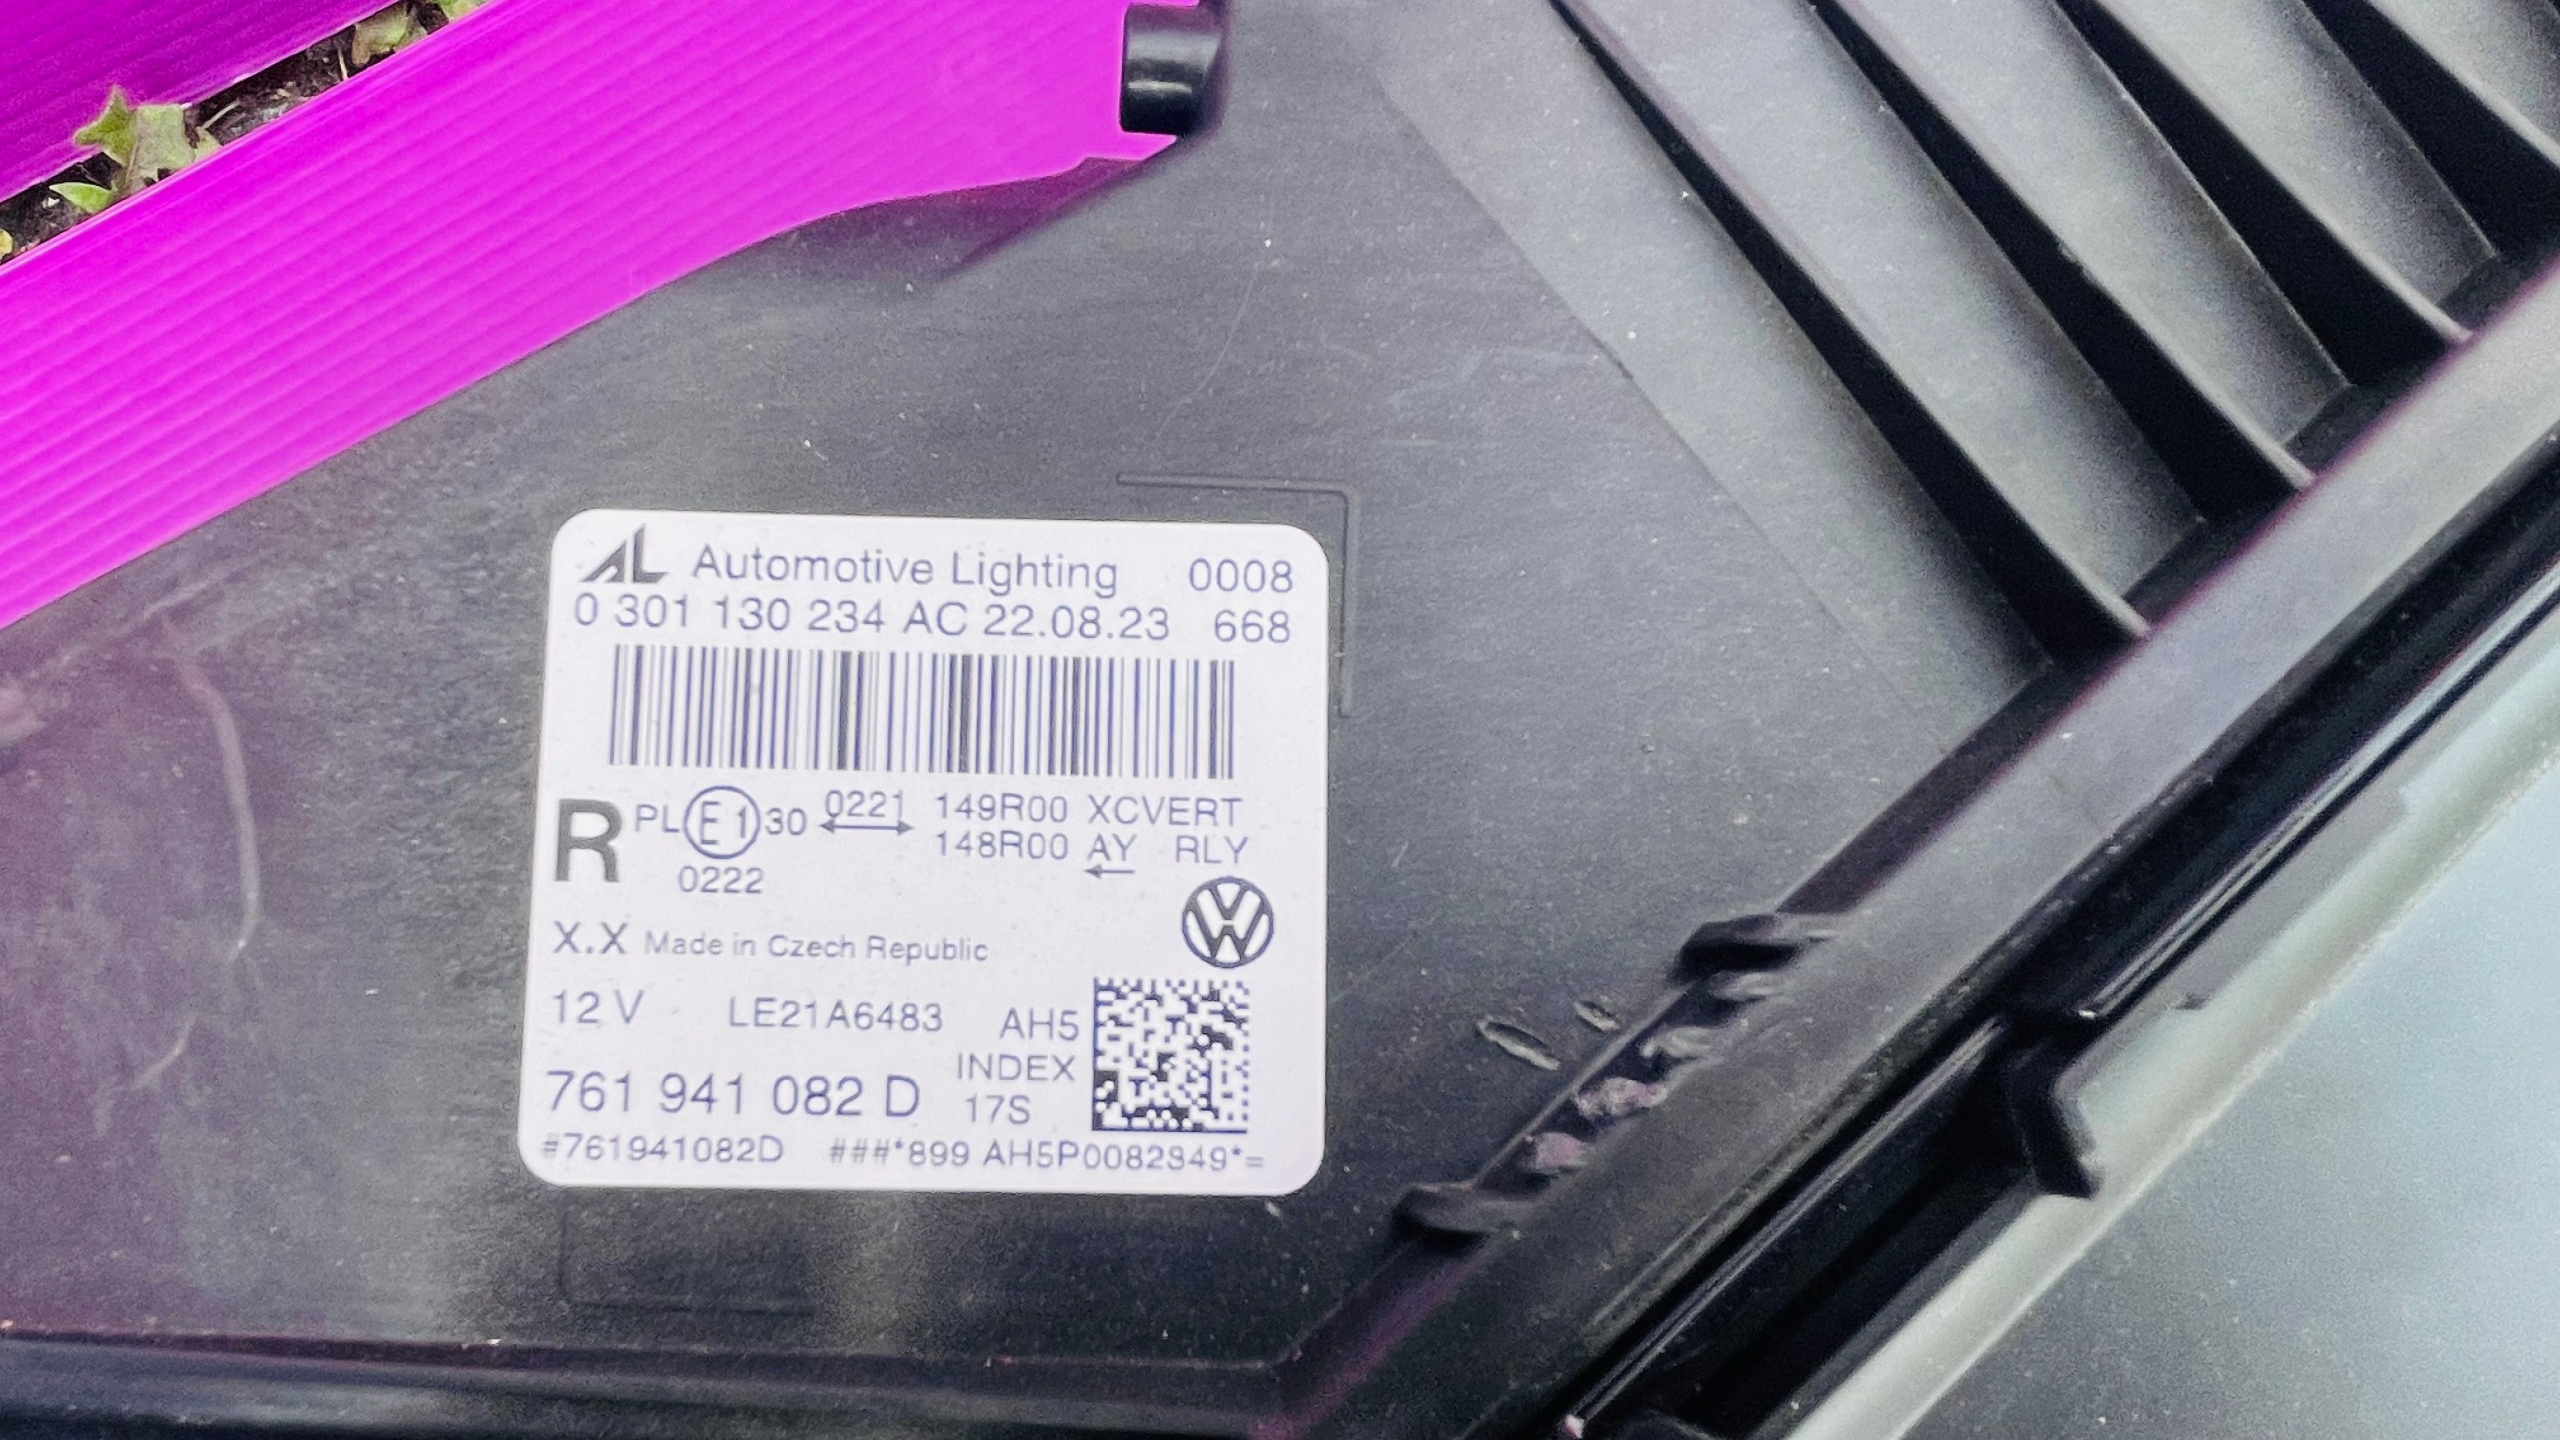 AL Automotive Lighting 0008
0 301 130 234 AC 22.08.23 668
R PL E1 30 0221 149R00 XCVERT
148R00 AY RLY
0222
X.X Made in Czech Republic
12 V LE21A6483 AH5
INDEX
761 941 082 D 17S
#761941082D ###*899 AH5P0082849*=